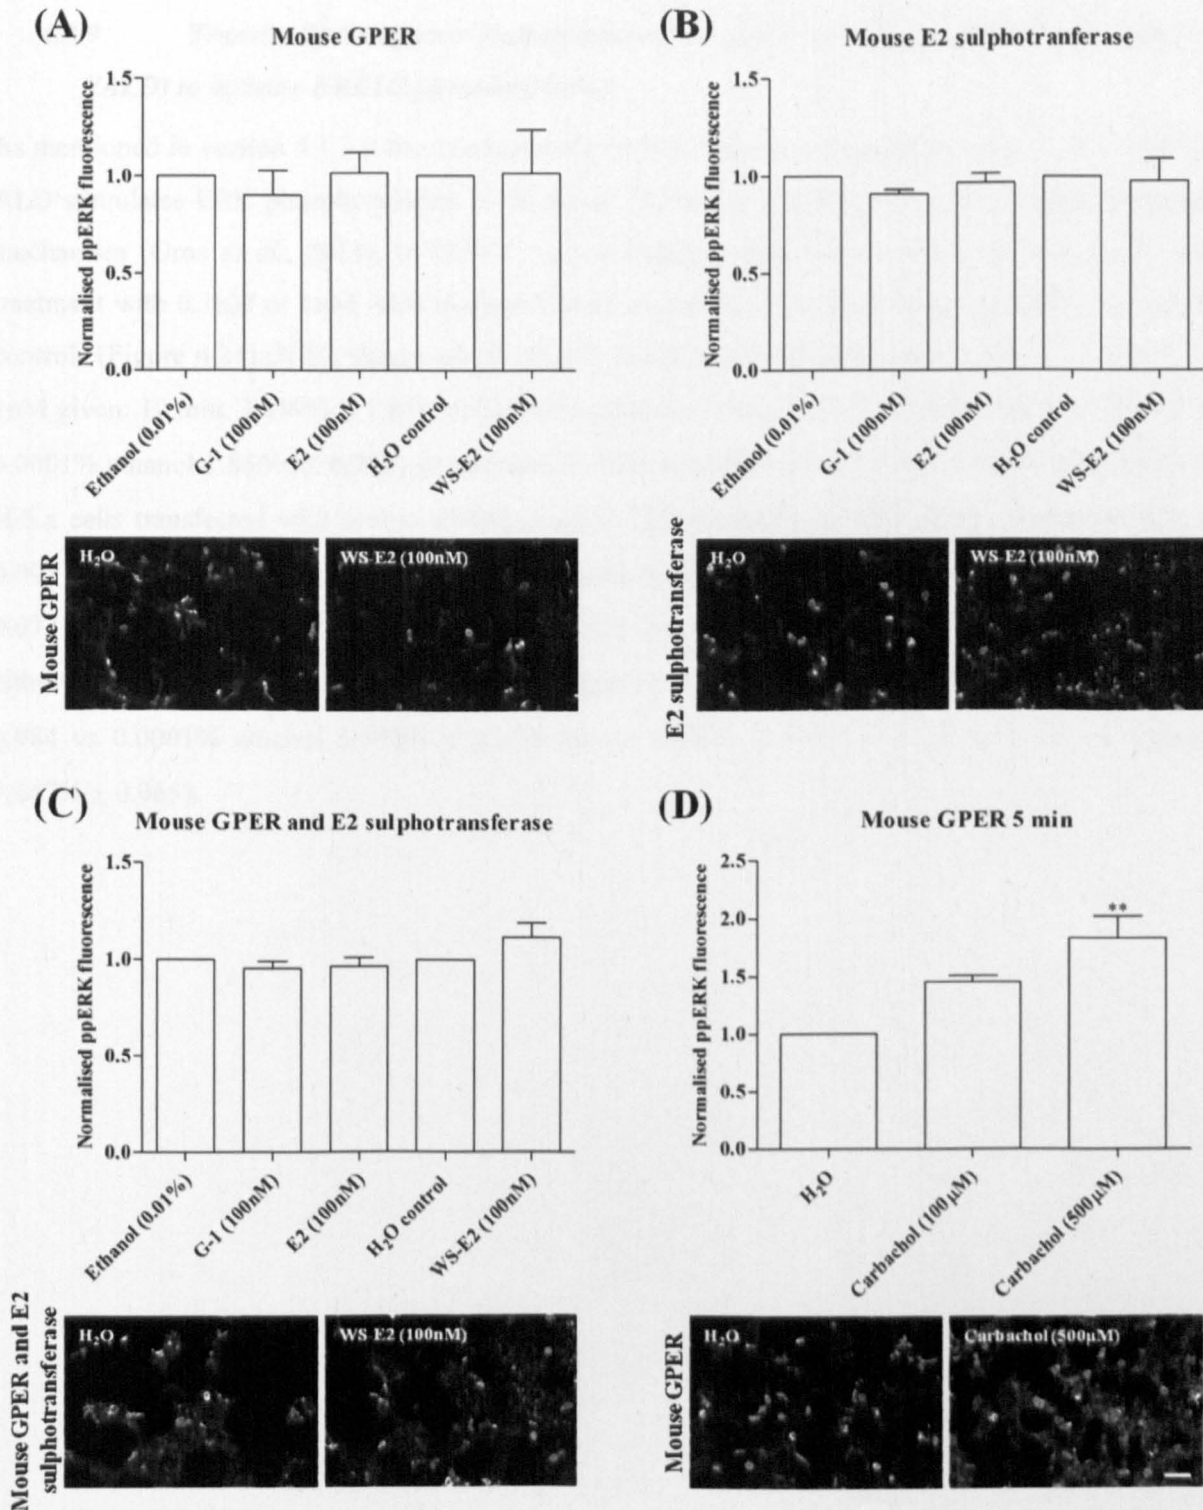 (A)
Mouse GPER
Normalised ppERK fluorescence
1.5
1.0
0.5
0.0
Ethanol (0.01%)
G-1 (100nM)
E2 (100nM)
H₂O control
WS-E2 (100nM)
Mouse GPER
H₂O
WS-E2 (100nM)
(B)
Mouse E2 sulphotranferase
Normalised ppERK fluorescence
1.5
1.0
0.5
0.0
Ethanol (0.01%)
G-1 (100nM)
E2 (100nM)
H₂O control
WS-E2 (100nM)
E2 sulphotransferase
H₂O
WS-E2 (100nM)
(C)
Mouse GPER and E2 sulphotransferase
Normalised ppERK fluorescence
1.5
1.0
0.5
0.0
Ethanol (0.01%)
G-1 (100nM)
E2 (100nM)
H₂O control
WS-E2 (100nM)
Mouse GPER and E2
sulphotransferase
H₂O
WS-E2 (100nM)
(D)
Mouse GPER 5 min
Normalised ppERK fluorescence
2.5
2.0
1.5
1.0
0.5
0.0
**
H₂O
Carbachol (100µM)
Carbachol (500µM)
Mouse GPER
H₂O
Carbachol (500µM)